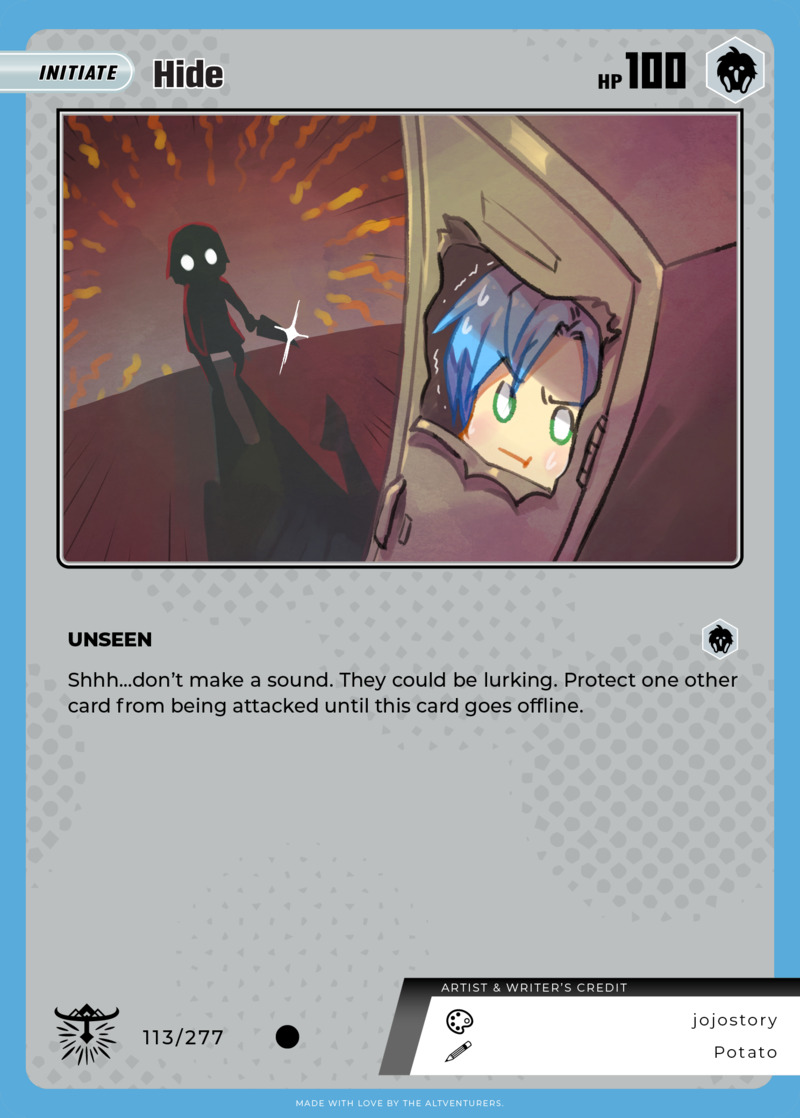 INITIATE
Hide
HP 100
UNSEEN
Shhh...don't make a sound. They could be lurking. Protect one other
card from being attacked until this card goes offline.
ARTIST & WRITER'S CREDIT
jojostory
113/277
Potato
MADE WITH LOVE BY THE ALTVENTURERS.